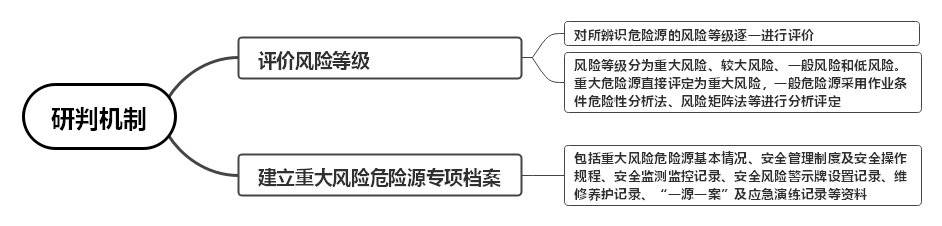 研判机制
评价风险等级
对所辨识危险源的风险等级逐一进行评价
风险等级分为重大风险、较大风险、一般风险和低风险。
重大危险源直接评定为重大风险，一般危险源采用作业条
件危险性分析法、风险矩阵法等进行分析评定
建立重大风险危险源专项档案
包括重大风险危险源基本情况、安全管理制度及安全操作
规程、安全监测监控记录、安全风险警示牌设置记录、维
修养护记录、“一源一案”及应急演练记录等资料